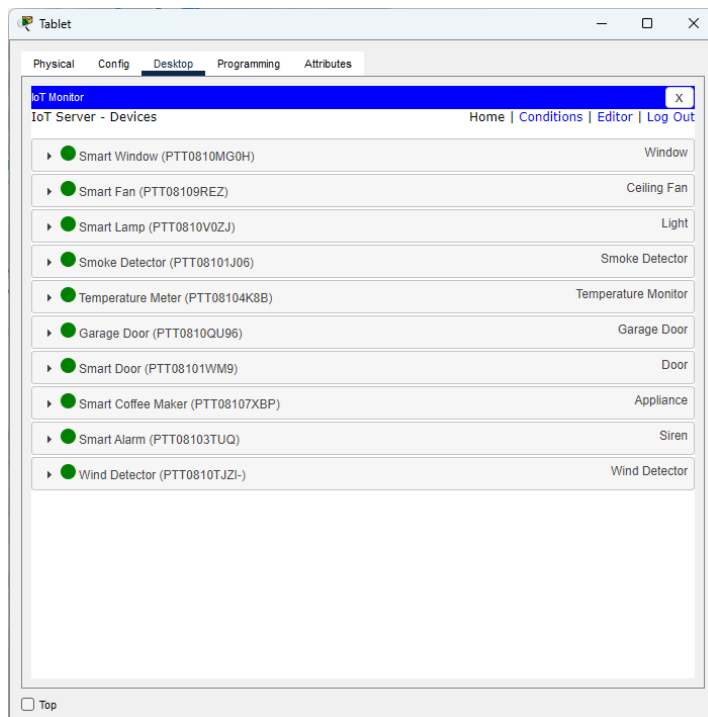 Tablet
Physical Config Desktop Programming Attributes
IoT Monitor X
IoT Server - Devices Home | Conditions | Editor | Log Out
Smart Window (PTT0810MG0H) Window
Smart Fan (PTT08109REZ) Ceiling Fan
Smart Lamp (PTT0810V0ZJ) Light
Smoke Detector (PTT08101J06) Smoke Detector
Temperature Meter (PTT08104K8B) Temperature Monitor
Garage Door (PTT0810QU96) Garage Door
Smart Door (PTT08101WM9) Door
Smart Coffee Maker (PTT08107XBP) Appliance
Smart Alarm (PTT08103TUQ) Siren
Wind Detector (PTT0810TJZI-) Wind Detector
Top